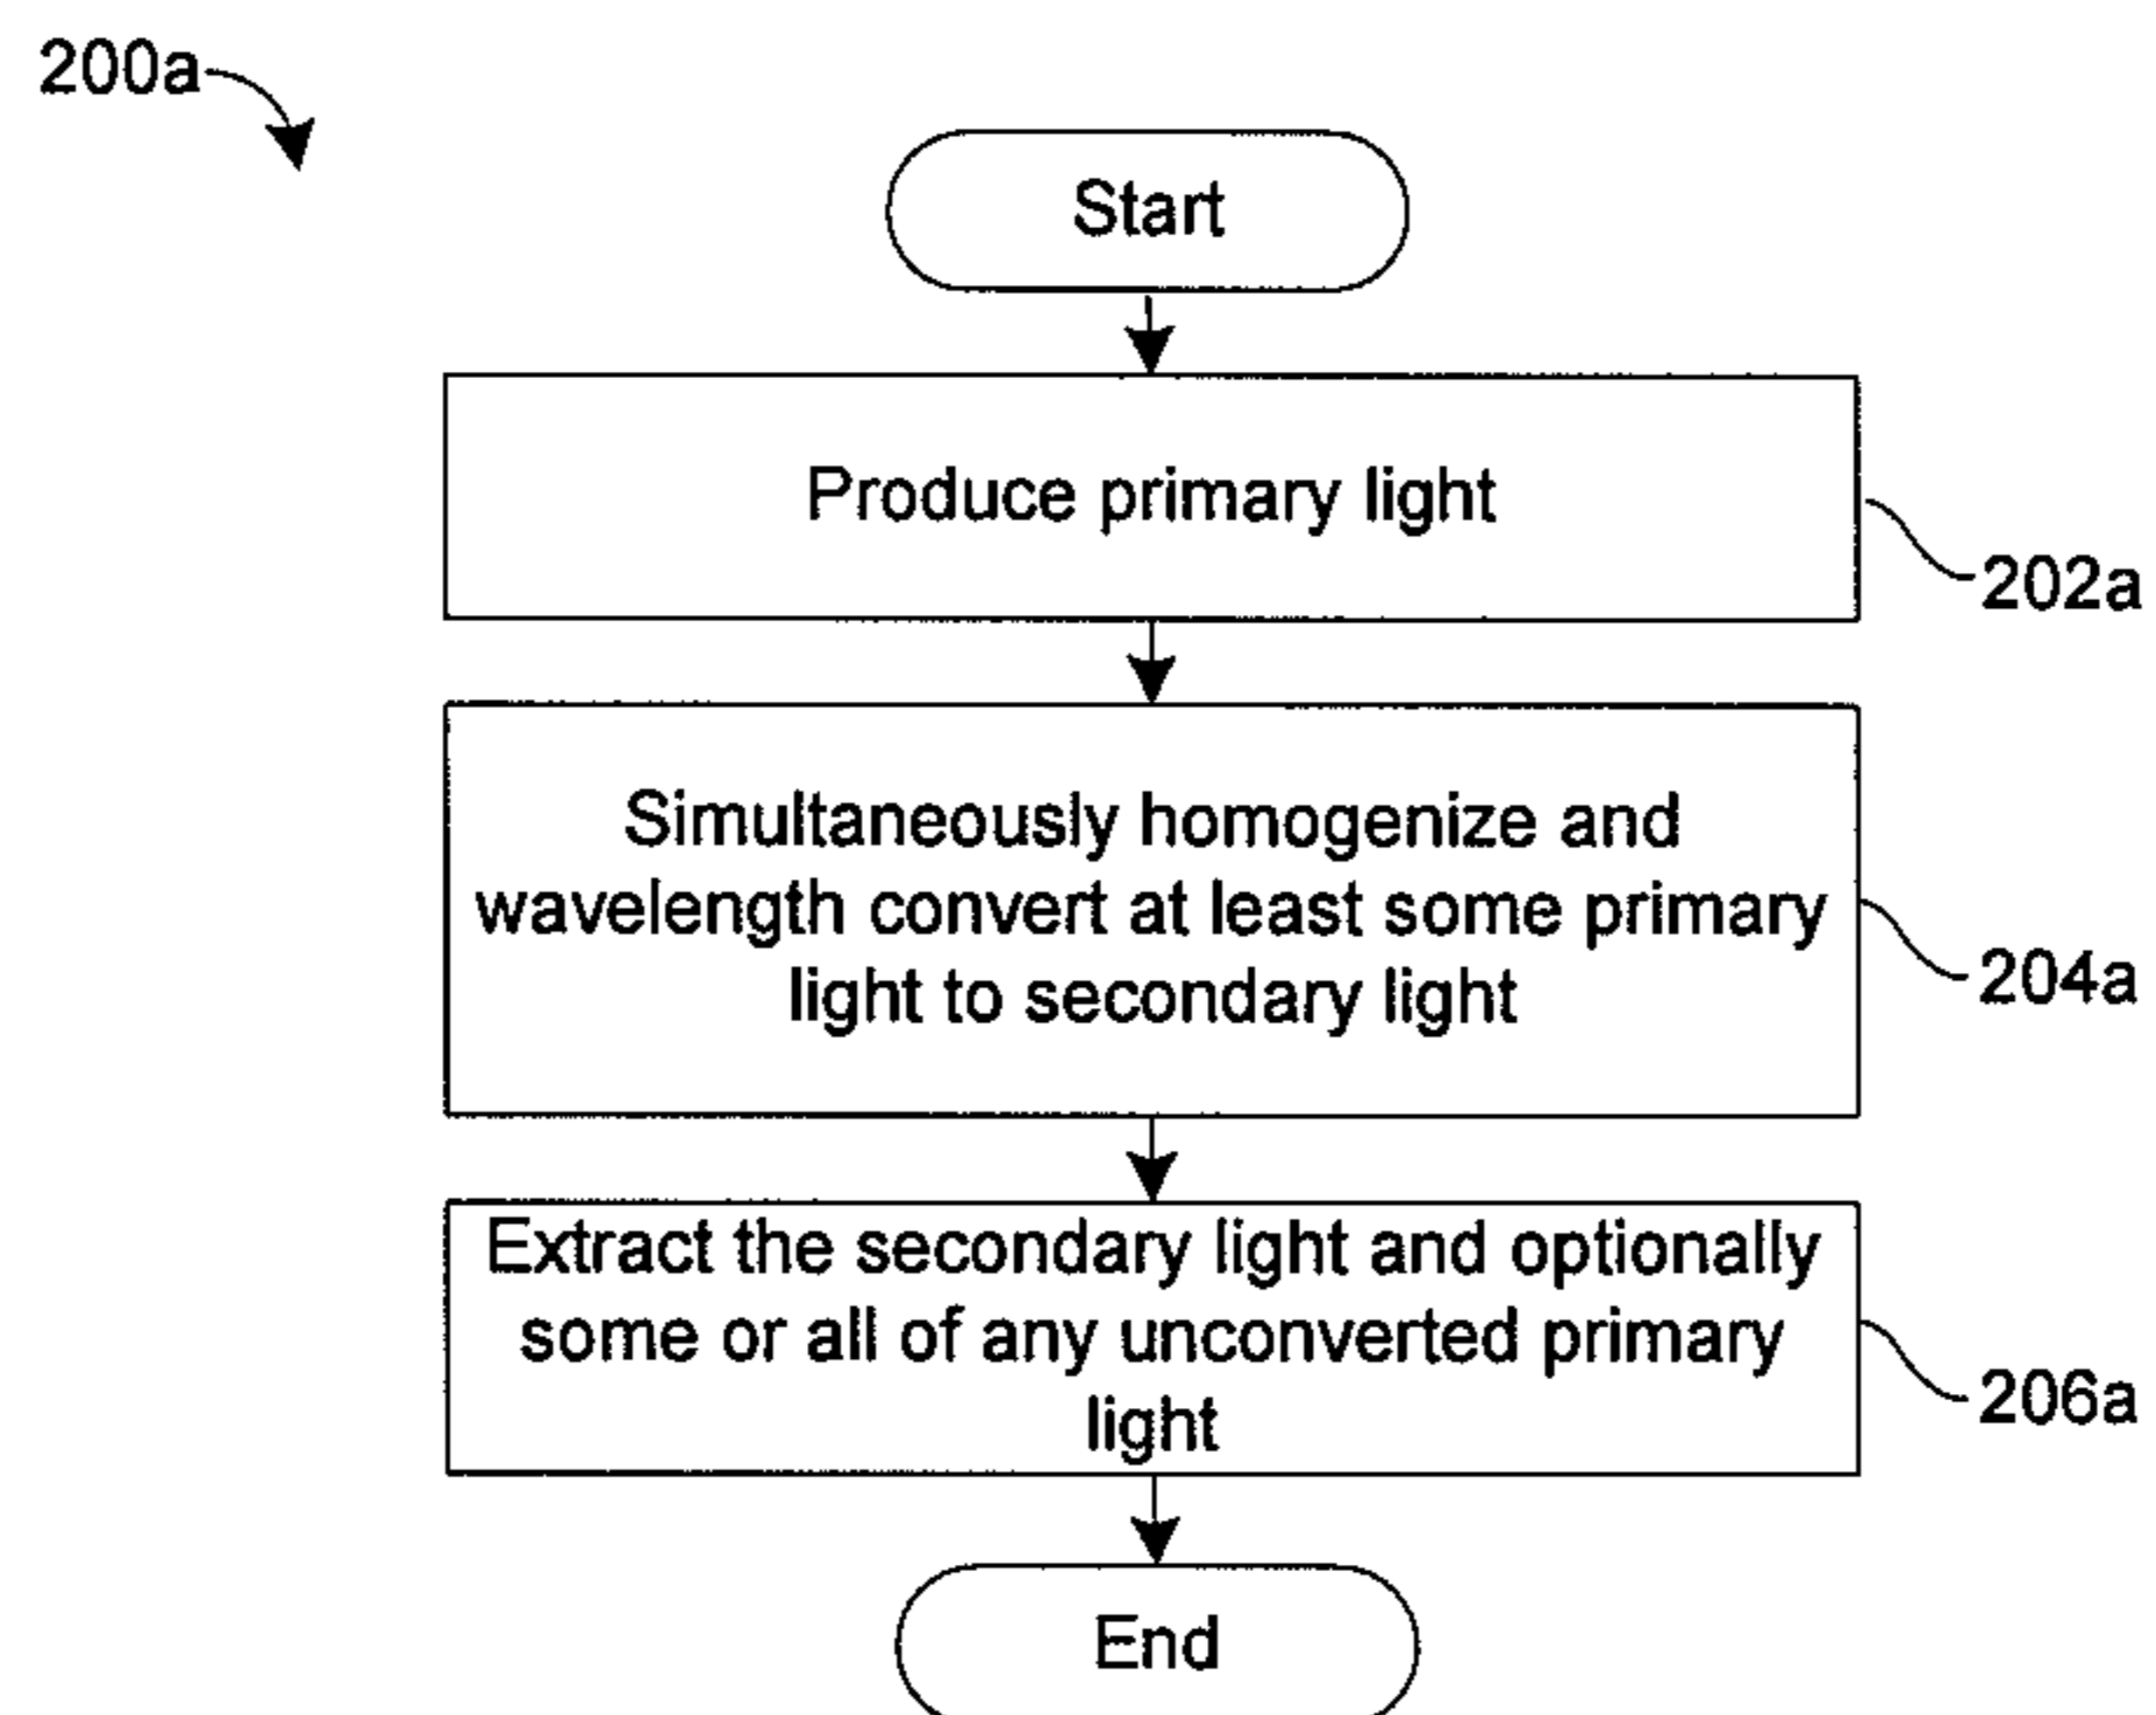 200a
Start
Produce primary light
202a
Simultaneously homogenize and
wavelength convert at least some primary
light to secondary light
204a
Extract the secondary light and optionally
some or all of any unconverted primary
light
206a
End